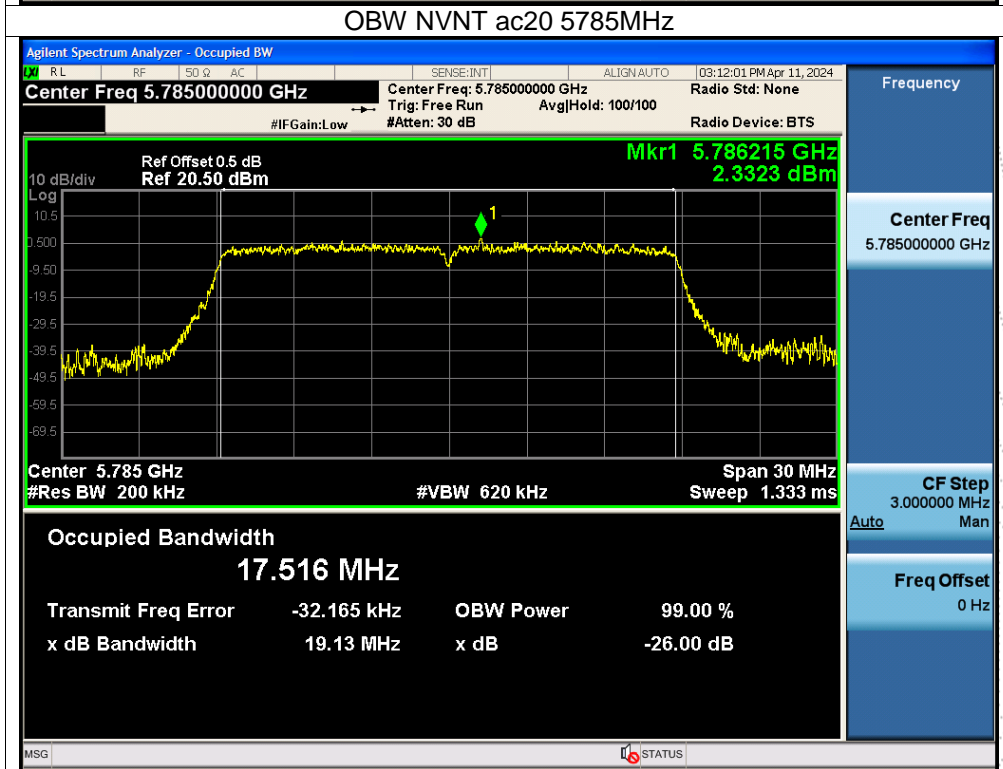 OBW NVNT ac20 5785MHz
Agilent Spectrum Analyzer - Occupied BW
LXI RL RF 50 Ω AC SENSE:INT ALIGN AUTO 03:12:01 PM Apr 11, 2024
Center Freq 5.785000000 GHz
Center Freq: 5.785000000 GHz
Radio Std: None
Trig: Free Run Avg|Hold: 100/100
#IFGain:Low
#Atten: 30 dB
Radio Device: BTS
Frequency
Mkr1 5.786215 GHz
2.3323 dBm
Ref Offset 0.5 dB
10 dB/div Ref 20.50 dBm
Log
10.5
0.500
-9.50
-19.5
-29.5
-39.5
-49.5
-59.5
-69.5
1
Center 5.785 GHz
Span 30 MHz
#Res BW 200 kHz
#VBW 620 kHz
Sweep 1.333 ms
Center Freq
5.785000000 GHz
CF Step
3.000000 MHz
Auto Man
Freq Offset
0 Hz
Occupied Bandwidth
17.516 MHz
Transmit Freq Error -32.165 kHz OBW Power 99.00 %
x dB Bandwidth 19.13 MHz x dB -26.00 dB
MSG
STATUS